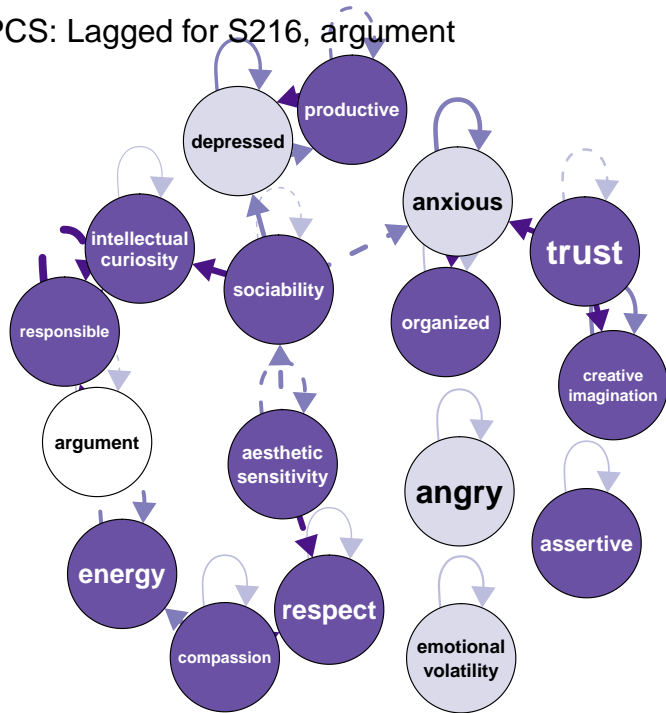 PCS: Lagged for S216, argument
productive
depressed
anxious
trust
intellectual
curiosity
sociability
organized
responsible
creative
imagination
argument
aesthetic
sensitivity
angry
assertive
energy
respect
compassion
emotional
volatility